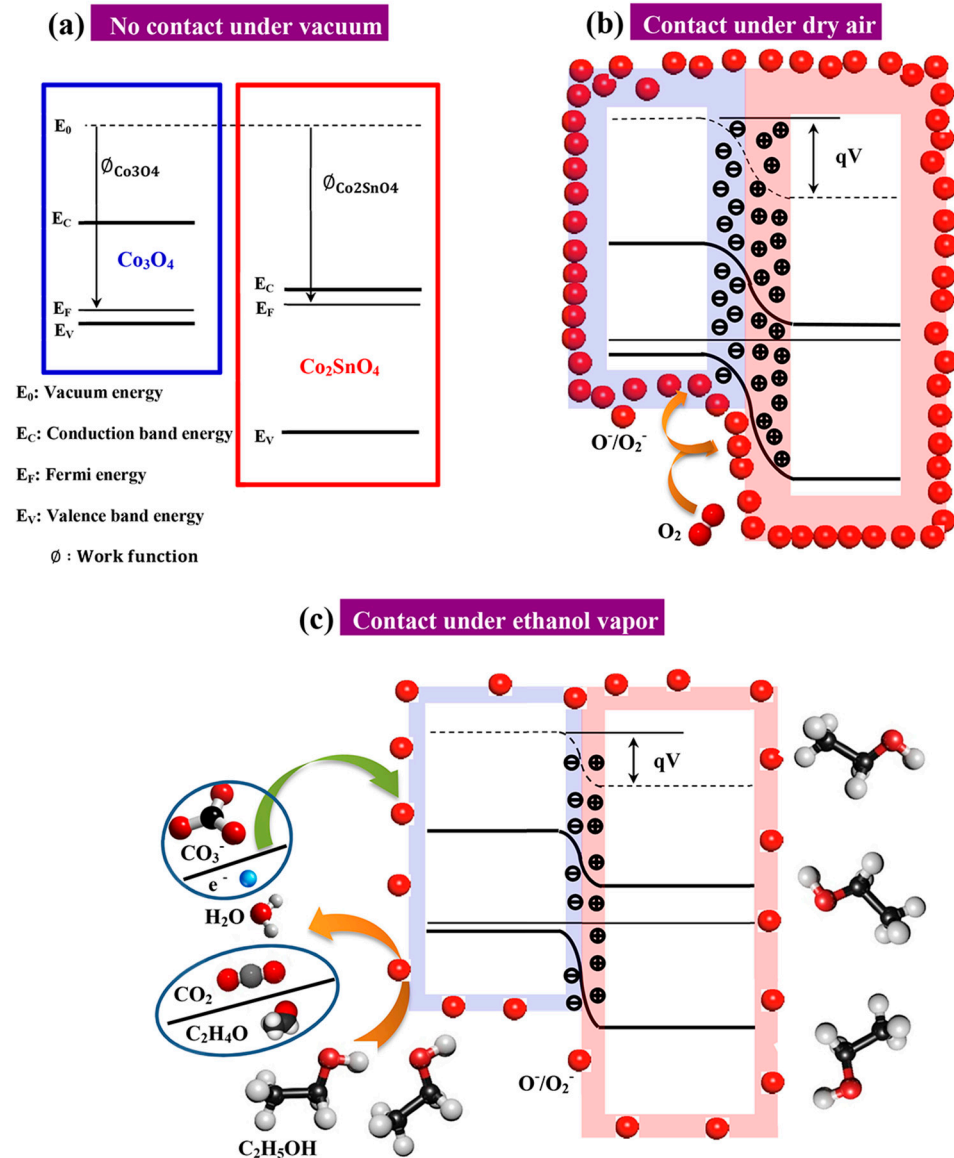 (a) No contact under vacuum
E₀
∅Co3O4
∅Co2SnO4
E_C
Co₃O₄
E_F
E_V
E_C
E_F
Co₂SnO₄
E_V
E₀: Vacuum energy
E_C: Conduction band energy
E_F: Fermi energy
E_V: Valence band energy
∅ : Work function
(b) Contact under dry air
qV
O⁻/O₂⁻
O₂
(c) Contact under ethanol vapor
qV
CO₃⁻
e⁻
H₂O
CO₂
C₂H₄O
O⁻/O₂⁻
C₂H₅OH